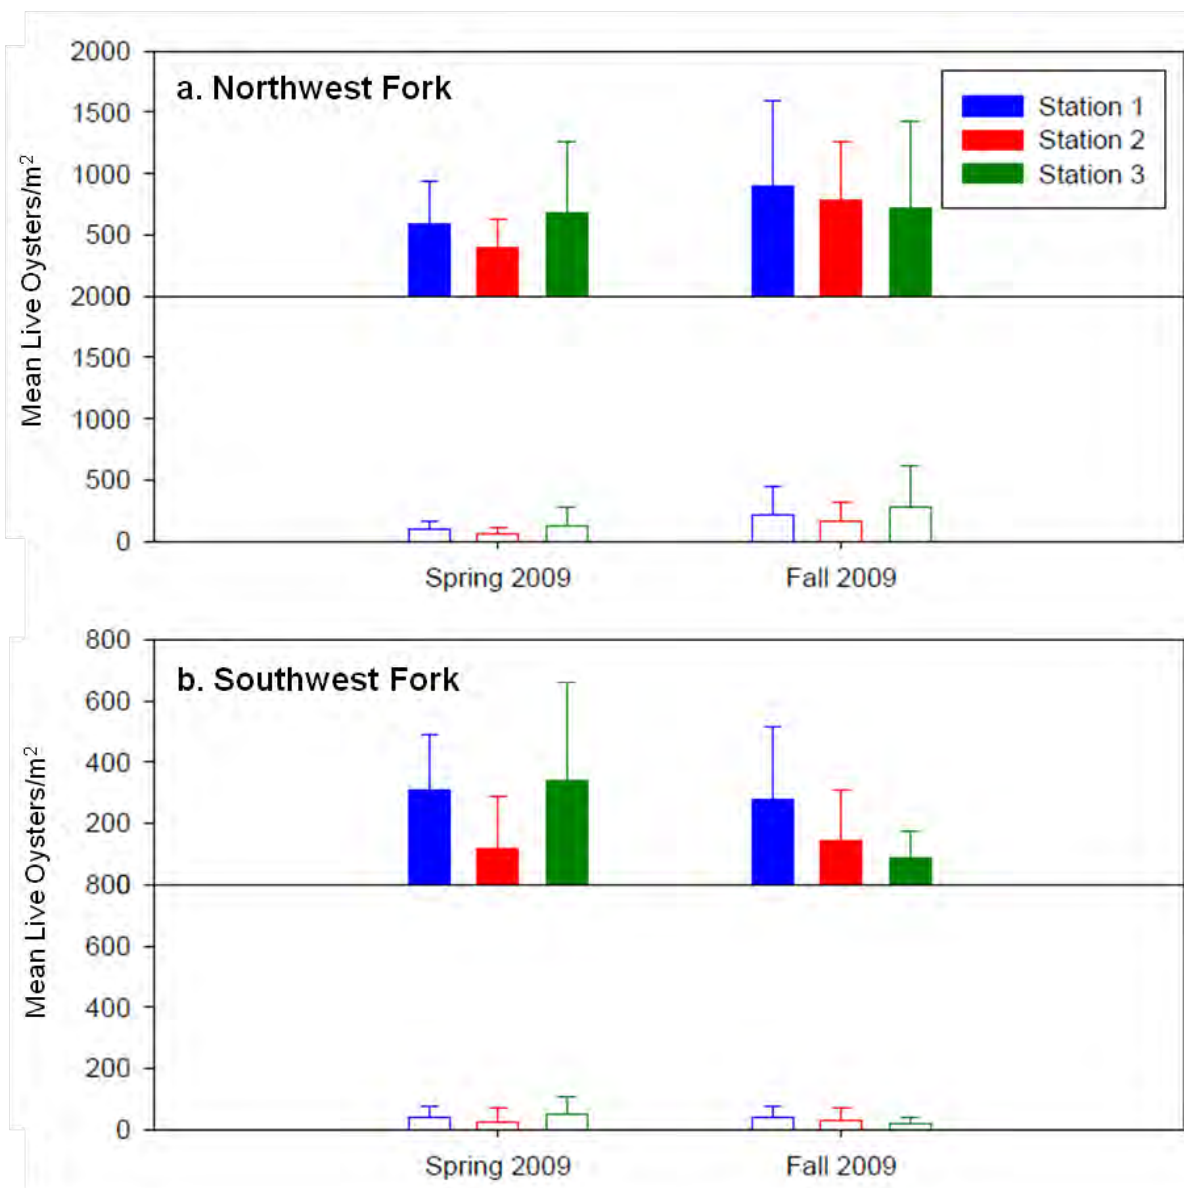 2000
a. Northwest Fork
1500
1000
500
2000
1500
1000
500
0
Mean Live Oysters/m²
Station 1
Station 2
Station 3
Spring 2009 Fall 2009
800
b. Southwest Fork
600
400
200
800
600
400
200
0
Mean Live Oysters/m²
Spring 2009 Fall 2009